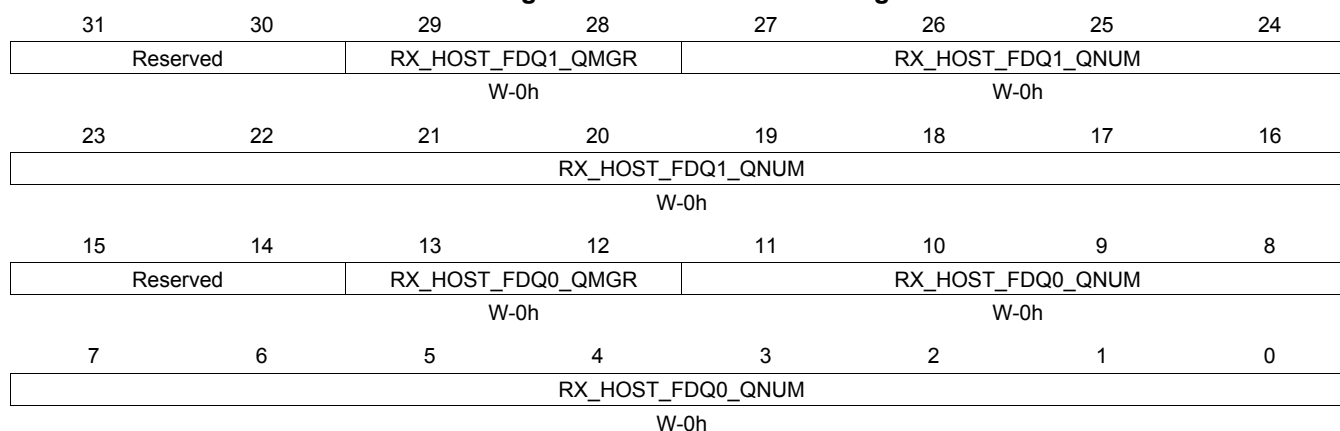 31 30 29 28 27 26 25 24
Reserved RX_HOST_FDQ1_QMGR RX_HOST_FDQ1_QNUM
W-0h W-0h
23 22 21 20 19 18 17 16
RX_HOST_FDQ1_QNUM
W-0h
15 14 13 12 11 10 9 8
Reserved RX_HOST_FDQ0_QMGR RX_HOST_FDQ0_QNUM
W-0h W-0h
7 6 5 4 3 2 1 0
RX_HOST_FDQ0_QNUM
W-0h